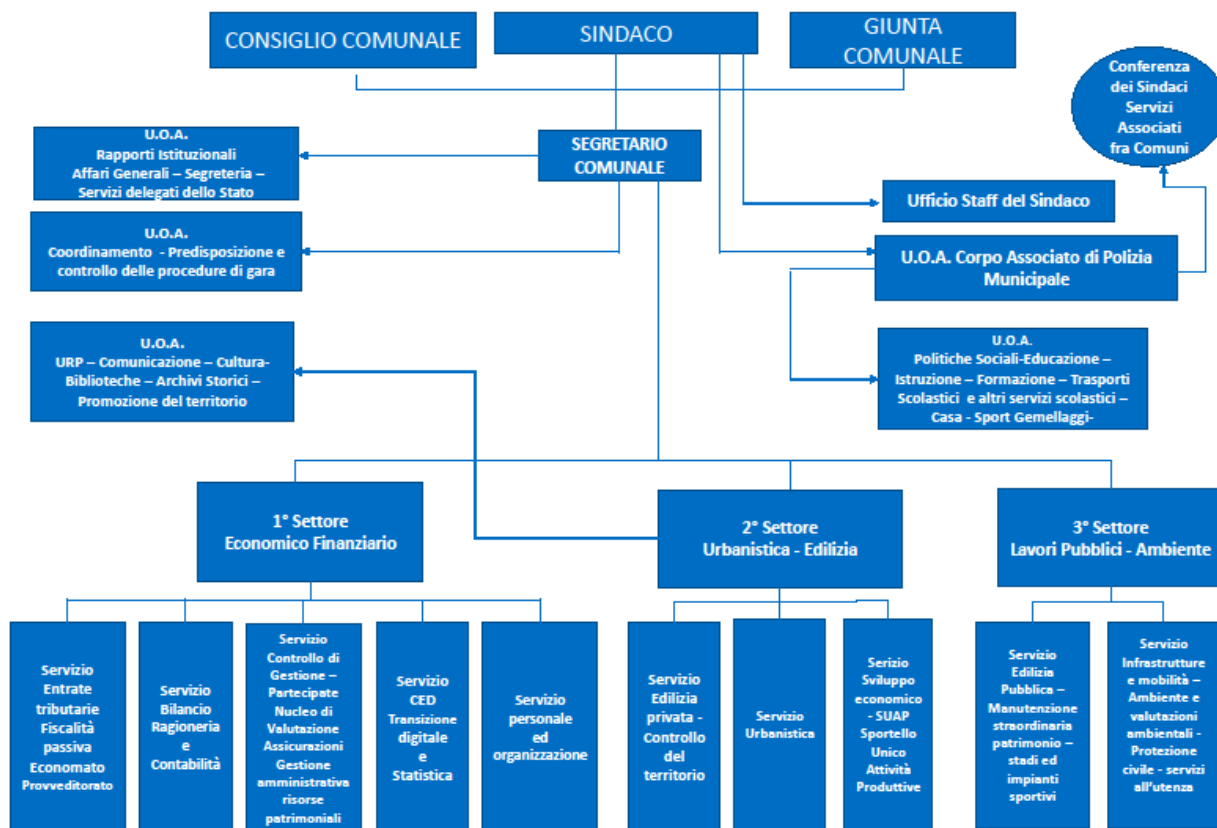 CONSIGLIO COMUNALE
SINDACO
GIUNTA
COMUNALE
Conferenza
dei Sindaci
Servizi
Associati
fra Comuni
U.O.A.
Rapporti Istituzionali
Affari Generali – Segreteria –
Servizi delegati dello Stato
SEGRETARIO
COMUNALE
Ufficio Staff del Sindaco
U.O.A.
Coordinamento - Predisposizione e
controllo delle procedure di gara
U.O.A. Corpo Associato di Polizia
Municipale
U.O.A.
URP – Comunicazione – Cultura-
Biblioteche – Archivi Storici –
Promozione del territorio
U.O.A.
Politiche Sociali-Educazione –
Istruzione – Formazione – Trasporti
Scolastici e altri servizi scolastici –
Casa - Sport Gemellaggi-
1° Settore
Economico Finanziario
2° Settore
Urbanistica - Edilizia
3° Settore
Lavori Pubblici - Ambiente
Servizio
Entrate
tributarie
Fiscalità
passiva
Economato
Provveditorato
Servizio
Bilancio
Ragioneria
e
Contabilità
Servizio
Controllo di
Gestione –
Partecipate
Nucleo di
Valutazione
Assicurazioni
Gestione
amministrativa
risorse
patrimoniali
Servizio
CED
Transizione
digitale
e
Statistica
Servizio
personale
ed
organizzazione
Servizio
Edilizia
privata -
Controllo
del
territorio
Servizio
Urbanistica
Serizio
Sviluppo
economico
- SUAP
Sportello
Unico
Attività
Produttive
Servizio
Edilizia
Pubblica –
Manutenzione
straordinaria
patrimonio –
stadi ed
impianti
sportivi
Servizio
Infrastrutture
e mobilità –
Ambiente e
valutazioni
ambientali -
Protezione
civile - servizi
all'utenza